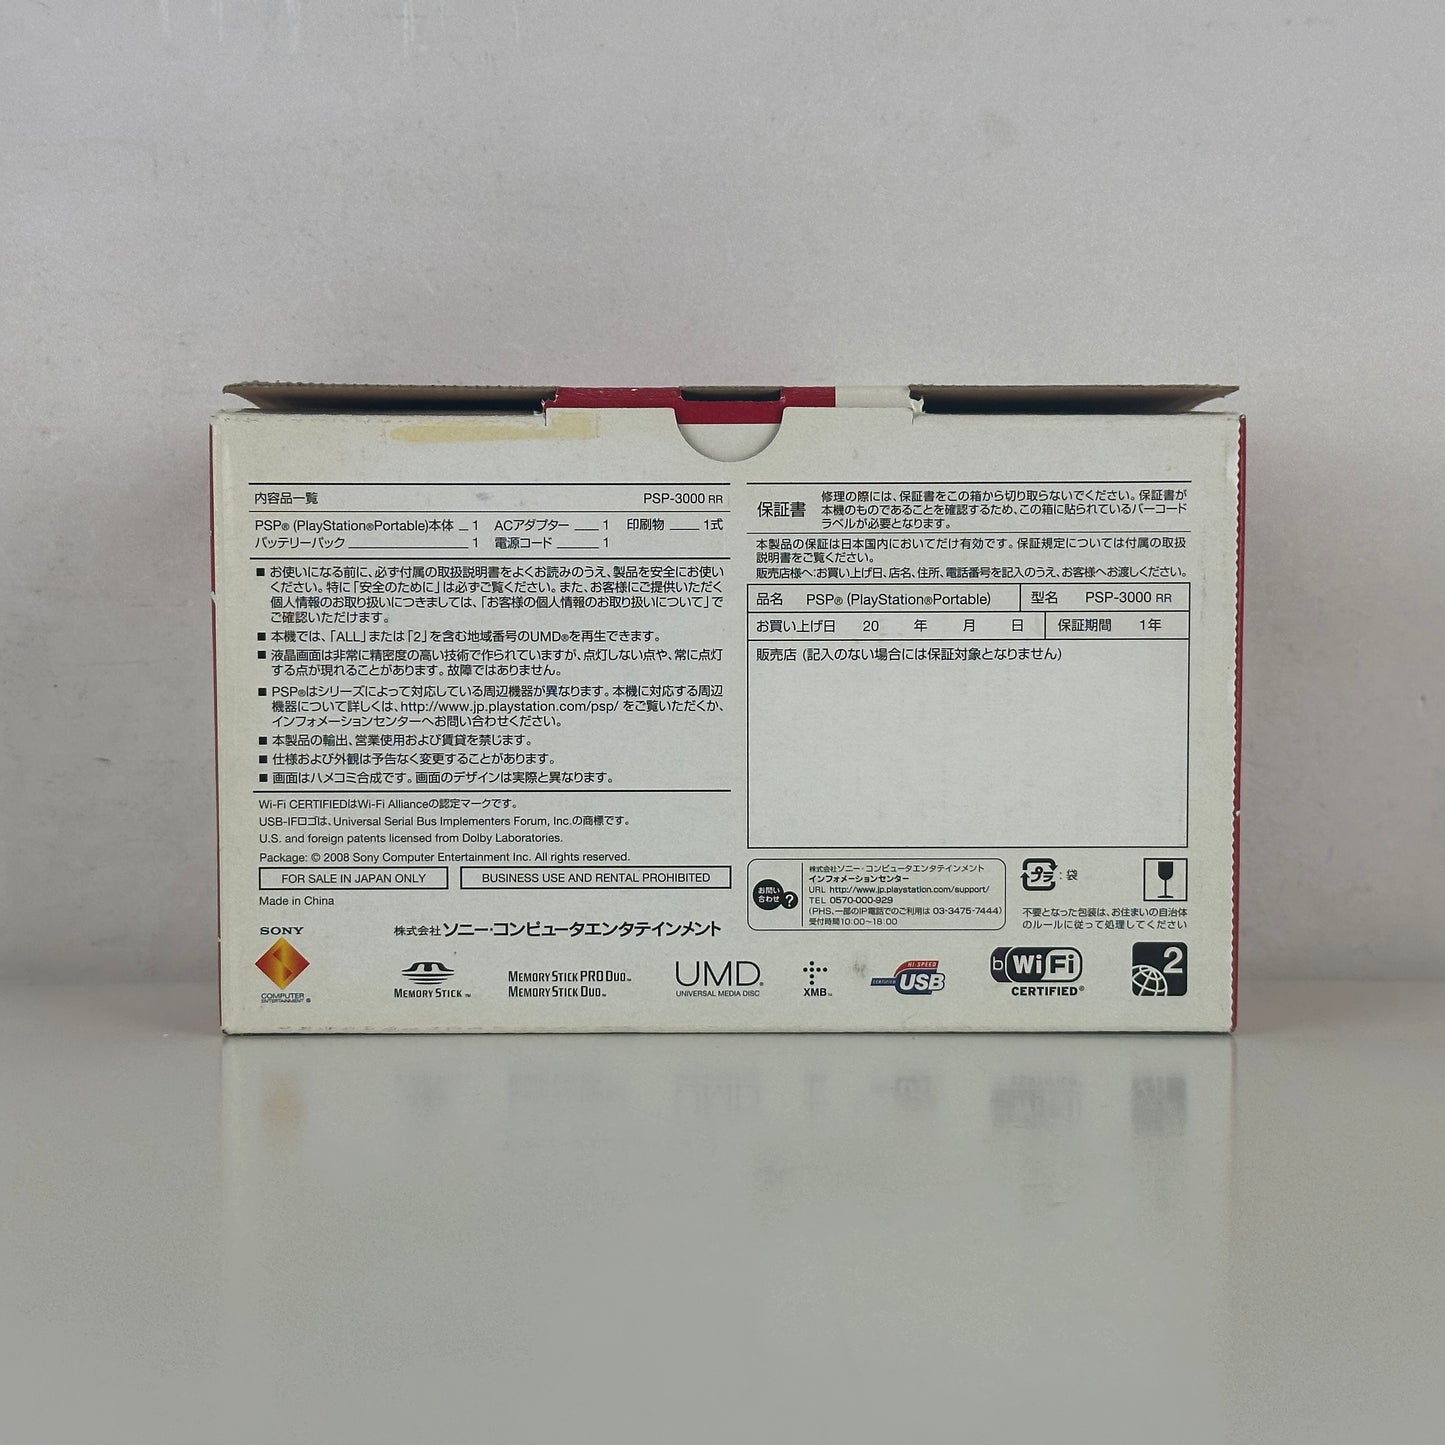 内容品一覧 PSP-3000 RR
PSP® (PlayStation®Portable)本体 1 ACアダプター 1 印刷物 1式
バッテリーパック 1 電源コード 1
■ お使いになる前に、必ず付属の取扱説明書をよくお読みのうえ、製品を安全にお使い
ください。特に「安全のために」は必ずご覧ください。また、お客様にご提供いただく
個人情報のお取り扱いにつきましては、「お客様の個人情報のお取り扱いについて」で
ご確認いただけます。
■ 本機では、「ALL」または「2」を含む地域番号のUMD®を再生できます。
■ 液晶画面は非常に精密度の高い技術で作られていますが、点灯しない点や、常に点灯
する点が現れることがあります。故障ではありません。
■ PSP®はシリーズによって対応している周辺機器が異なります。本機に対応する周辺
機器について詳しくは、http://www.jp.playstation.com/psp/ をご覧いただくか、
インフォメーションセンターへお問い合わせください。
■ 本製品の輸出、営業使用および賃貸を禁じます。
■ 仕様および外観は予告なく変更することがあります。
■ 画面はハメコミ合成です。画面のデザインは実際と異なります。
Wi-Fi CERTIFIEDはWi-Fi Allianceの認定マークです。
USB-IFロゴは、Universal Serial Bus Implementers Forum, Inc.の商標です。
U.S. and foreign patents licensed from Dolby Laboratories.
Package: © 2008 Sony Computer Entertainment Inc. All rights reserved.
FOR SALE IN JAPAN ONLY
BUSINESS USE AND RENTAL PROHIBITED
Made in China
保証書
修理の際には、保証書をこの箱から切り取らないでください。保証書が
本機のものであることを確認するため、この箱に貼られているバーコード
ラベルが必要となります。
本製品の保証は日本国内においてだけ有効です。保証規定については付属の取扱
説明書をご覧ください。
販売店様へ:お買い上げ日、店名、住所、電話番号を記入のうえ、お客様へお渡しください。
品名 PSP® (PlayStation®Portable) 型名 PSP-3000 RR
お買い上げ日 20 年 月 日 保証期間 1年
販売店 (記入のない場合には保証対象となりません)
お問い
合わせ ?
株式会社ソニー・コンピュータエンタテインメント
インフォメーションセンター
URL http://www.jp.playstation.com/support/
TEL 0570-000-929
(PHS、一部のIP電話でのご利用は 03-3475-7444)
受付時間10:00~18:00
プラ : 袋
不要となった包装は、お住まいの自治体
のルールに従って処理してください
SONY
COMPUTER
ENTERTAINMENT ®
株式会社 ソニー・コンピュータエンタテインメント
MEMORY STICK™
MEMORY STICK PRO DUO™
MEMORY STICK DUO™
UMD®
UNIVERSAL MEDIA DISC
XMB™
HI-SPEED
CERTIFIED USB
b Wi Fi
CERTIFIED®
2